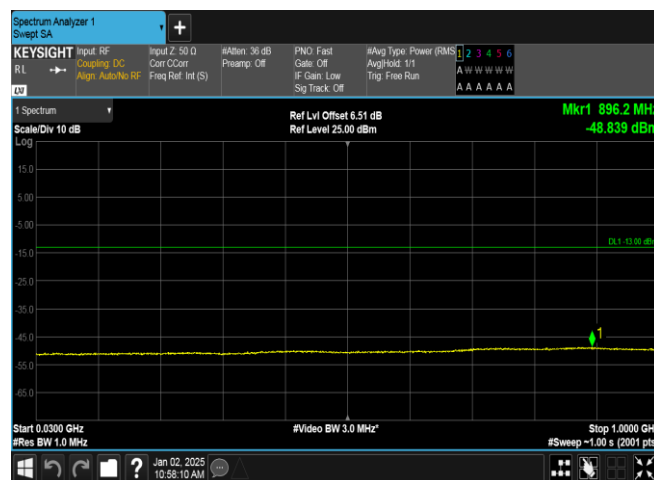 Spectrum Analyzer 1
Swept SA
+
KEYSIGHT
RL
LXI
Input: RF
Coupling: DC
Align: Auto/No RF
Input Z: 50 Ω
Corr CCorr
Freq Ref: Int (S)
#Atten: 36 dB
Preamp: Off
PNO: Fast
Gate: Off
IF Gain: Low
Sig Track: Off
#Avg Type: Power (RMS
Avg|Hold: 1/1
Trig: Free Run
1 2 3 4 5 6
A W W W W W
A A A A A A
1 Spectrum
Scale/Div 10 dB
Log
Ref Lvl Offset 6.51 dB
Ref Level 25.00 dBm
Mkr1 896.2 MHz
-48.839 dBm
15.0
5.00
-5.00
DL1 -13.00 dBm
-15.0
-25.0
-35.0
1
-45.0
-55.0
-65.0
Start 0.0300 GHz
#Res BW 1.0 MHz
#Video BW 3.0 MHz*
Stop 1.0000 GH
#Sweep ~1.00 s (2001 pts
?
Jan 02, 2025
10:58:10 AM